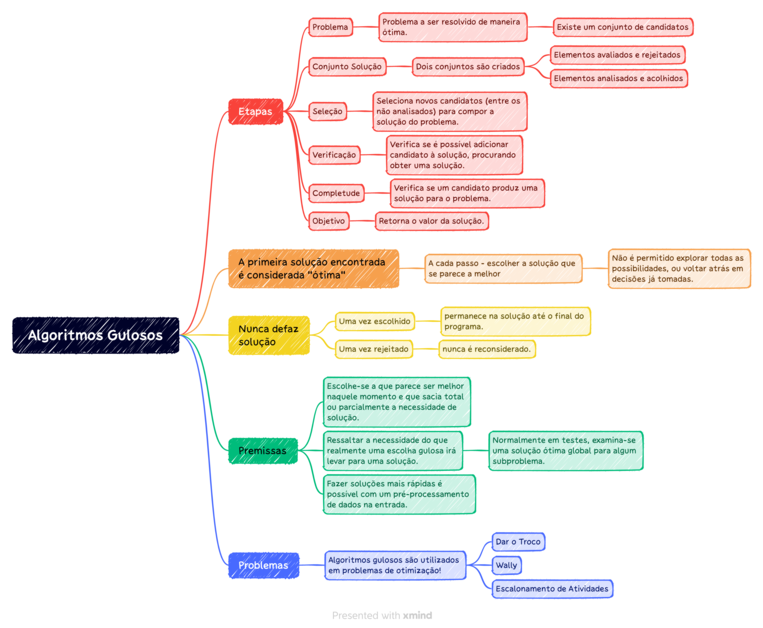 Algoritmos Gulosos
Etapas
Problema
Problema a ser resolvido de maneira
ótima.
Existe um conjunto de candidatos
Conjunto Solução
Dois conjuntos são criados
Elementos avaliados e rejeitados
Elementos analisados e acolhidos
Seleção
Seleciona novos candidatos (entre os
não analisados) para compor a
solução do problema.
Verificação
Verifica se é possivel adicionar
candidato à solução, procurando
obter uma solução.
Completude
Verifica se um candidato produz uma
solução para o problema.
Objetivo
Retorna o valor da solução.
A primeira solução encontrada
é considerada "ótima"
A cada passo - escolher a solução que
se parece a melhor
Não é permitido explorar todas as
possibilidades, ou voltar atrás em
decisões já tomadas.
Nunca defaz
solução
Uma vez escolhido
permanece na solução até o final do
programa.
Uma vez rejeitado
nunca é reconsiderado.
Premissas
Escolhe-se a que parece ser melhor
naquele momento e que sacia total
ou parcialmente a necessidade de
solução.
Ressaltar a necessidade do que
realmente uma escolha gulosa irá
levar para uma solução.
Normalmente em testes, examina-se
uma solução ótima global para algum
subproblema.
Fazer soluções mais rápidas é
possível com um pré-processamento
de dados na entrada.
Problemas
Algoritmos gulosos são utilizados
em problemas de otimização!
Dar o Troco
Wally
Escalonamento de Atividades
Presented with xmind